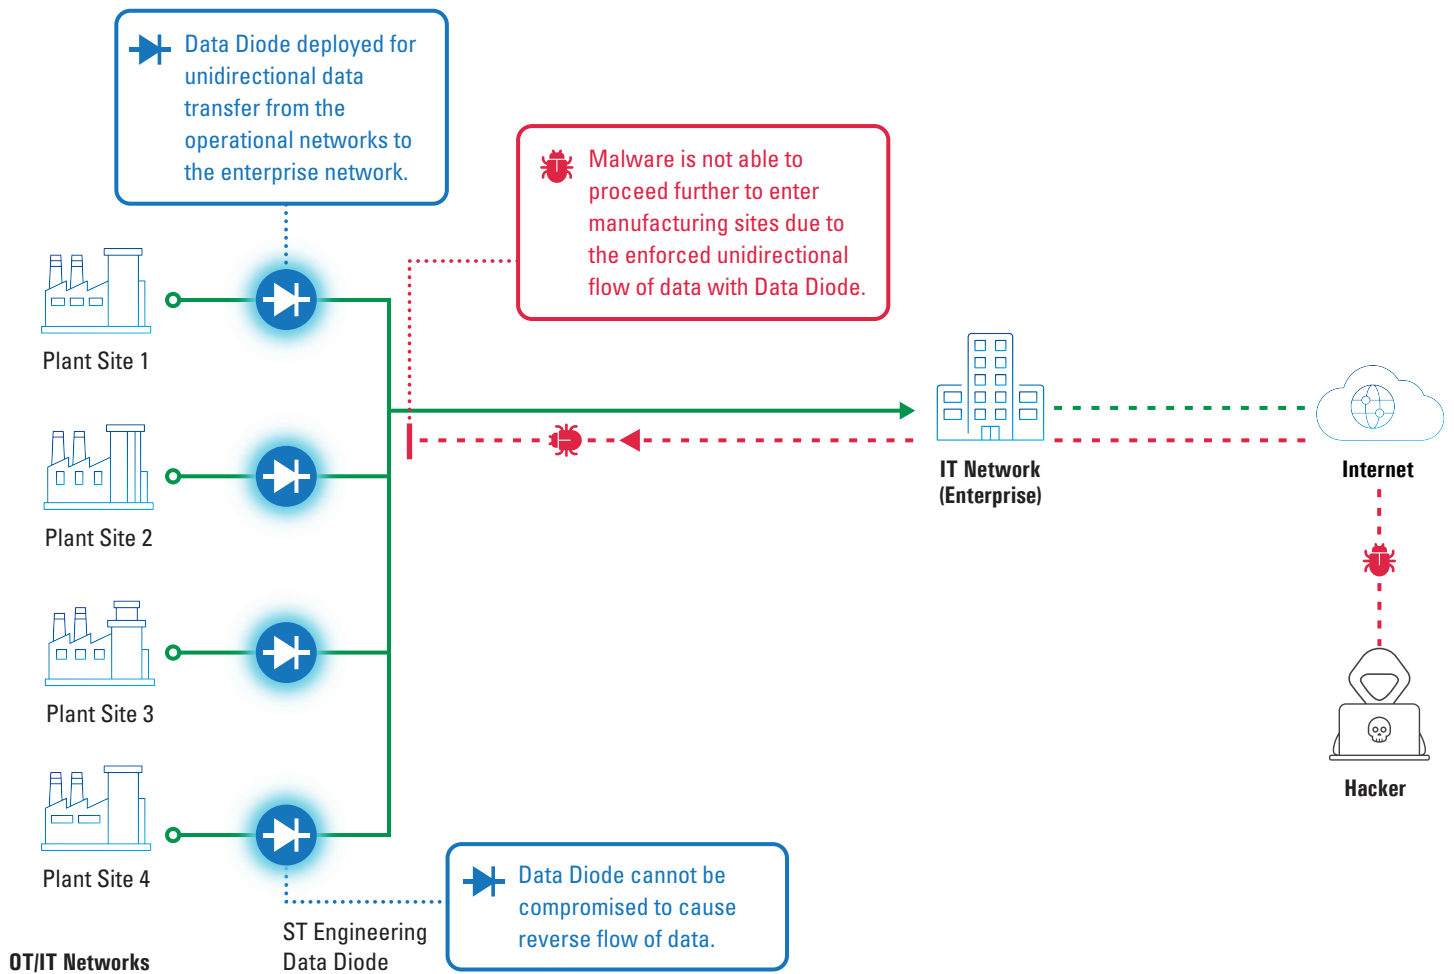 Data Diode deployed for
unidirectional data
transfer from the
operational networks to
the enterprise network.
Malware is not able to
proceed further to enter
manufacturing sites due to
the enforced unidirectional
flow of data with Data Diode.
Plant Site 1
Plant Site 2
Plant Site 3
Plant Site 4
IT Network
(Enterprise)
Internet
Hacker
Data Diode cannot be
compromised to cause
reverse flow of data.
ST Engineering
Data Diode
OT/IT Networks